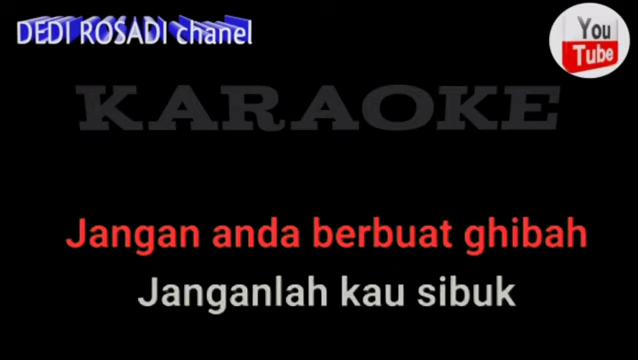 DEDI ROSADI chanel
You
Tube
KARAOKE
Jangan anda berbuat ghibah
Janganlah kau sibuk